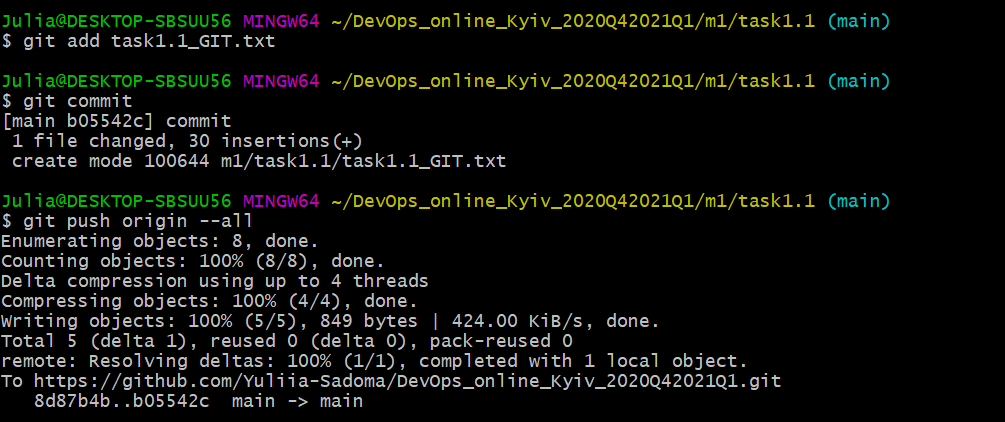 Julia@DESKTOP-SBSUU56 MINGW64 ~/DevOps_online_Kyiv_2020Q42021Q1/m1/task1.1 (main)
$ git add task1.1_GIT.txt
Julia@DESKTOP-SBSUU56 MINGW64 ~/DevOps_online_Kyiv_2020Q42021Q1/m1/task1.1 (main)
$ git commit
[main b05542c] commit
 1 file changed, 30 insertions(+)
 create mode 100644 m1/task1.1/task1.1_GIT.txt
Julia@DESKTOP-SBSUU56 MINGW64 ~/DevOps_online_Kyiv_2020Q42021Q1/m1/task1.1 (main)
$ git push origin --all
Enumerating objects: 8, done.
Counting objects: 100% (8/8), done.
Delta compression using up to 4 threads
Compressing objects: 100% (4/4), done.
Writing objects: 100% (5/5), 849 bytes | 424.00 KiB/s, done.
Total 5 (delta 1), reused 0 (delta 0), pack-reused 0
remote: Resolving deltas: 100% (1/1), completed with 1 local object.
To https://github.com/Yuliia-Sadoma/DevOps_online_Kyiv_2020Q42021Q1.git
   8d87b4b..b05542c  main -> main